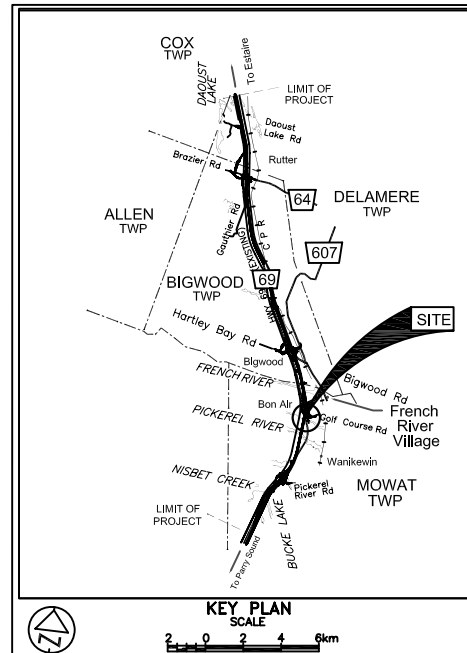 COX
TWP
To Estaire
DAOUST
LAKE
LIMIT OF
PROJECT
Daoust
Lake Rd
Rutter
Brazier Rd
64
DELAMERE
TWP
ALLEN
TWP
Gauthier Rd
EXISTING
HWY 69
C P R
607
BIGWOOD
TWP
69
SITE
Hartley Bay Rd
Bigwood
FRENCH RIVER
Bigwood Rd
Bon Air
French
River
Village
PICKEREL RIVER
Golf Course Rd
Wanikewin
NISBET CREEK
MOWAT
TWP
Pickerel
River Rd
LIMIT OF
PROJECT
BUCKE LAKE
To Parry Sound
KEY PLAN
SCALE
2 0 2 4 6km
N